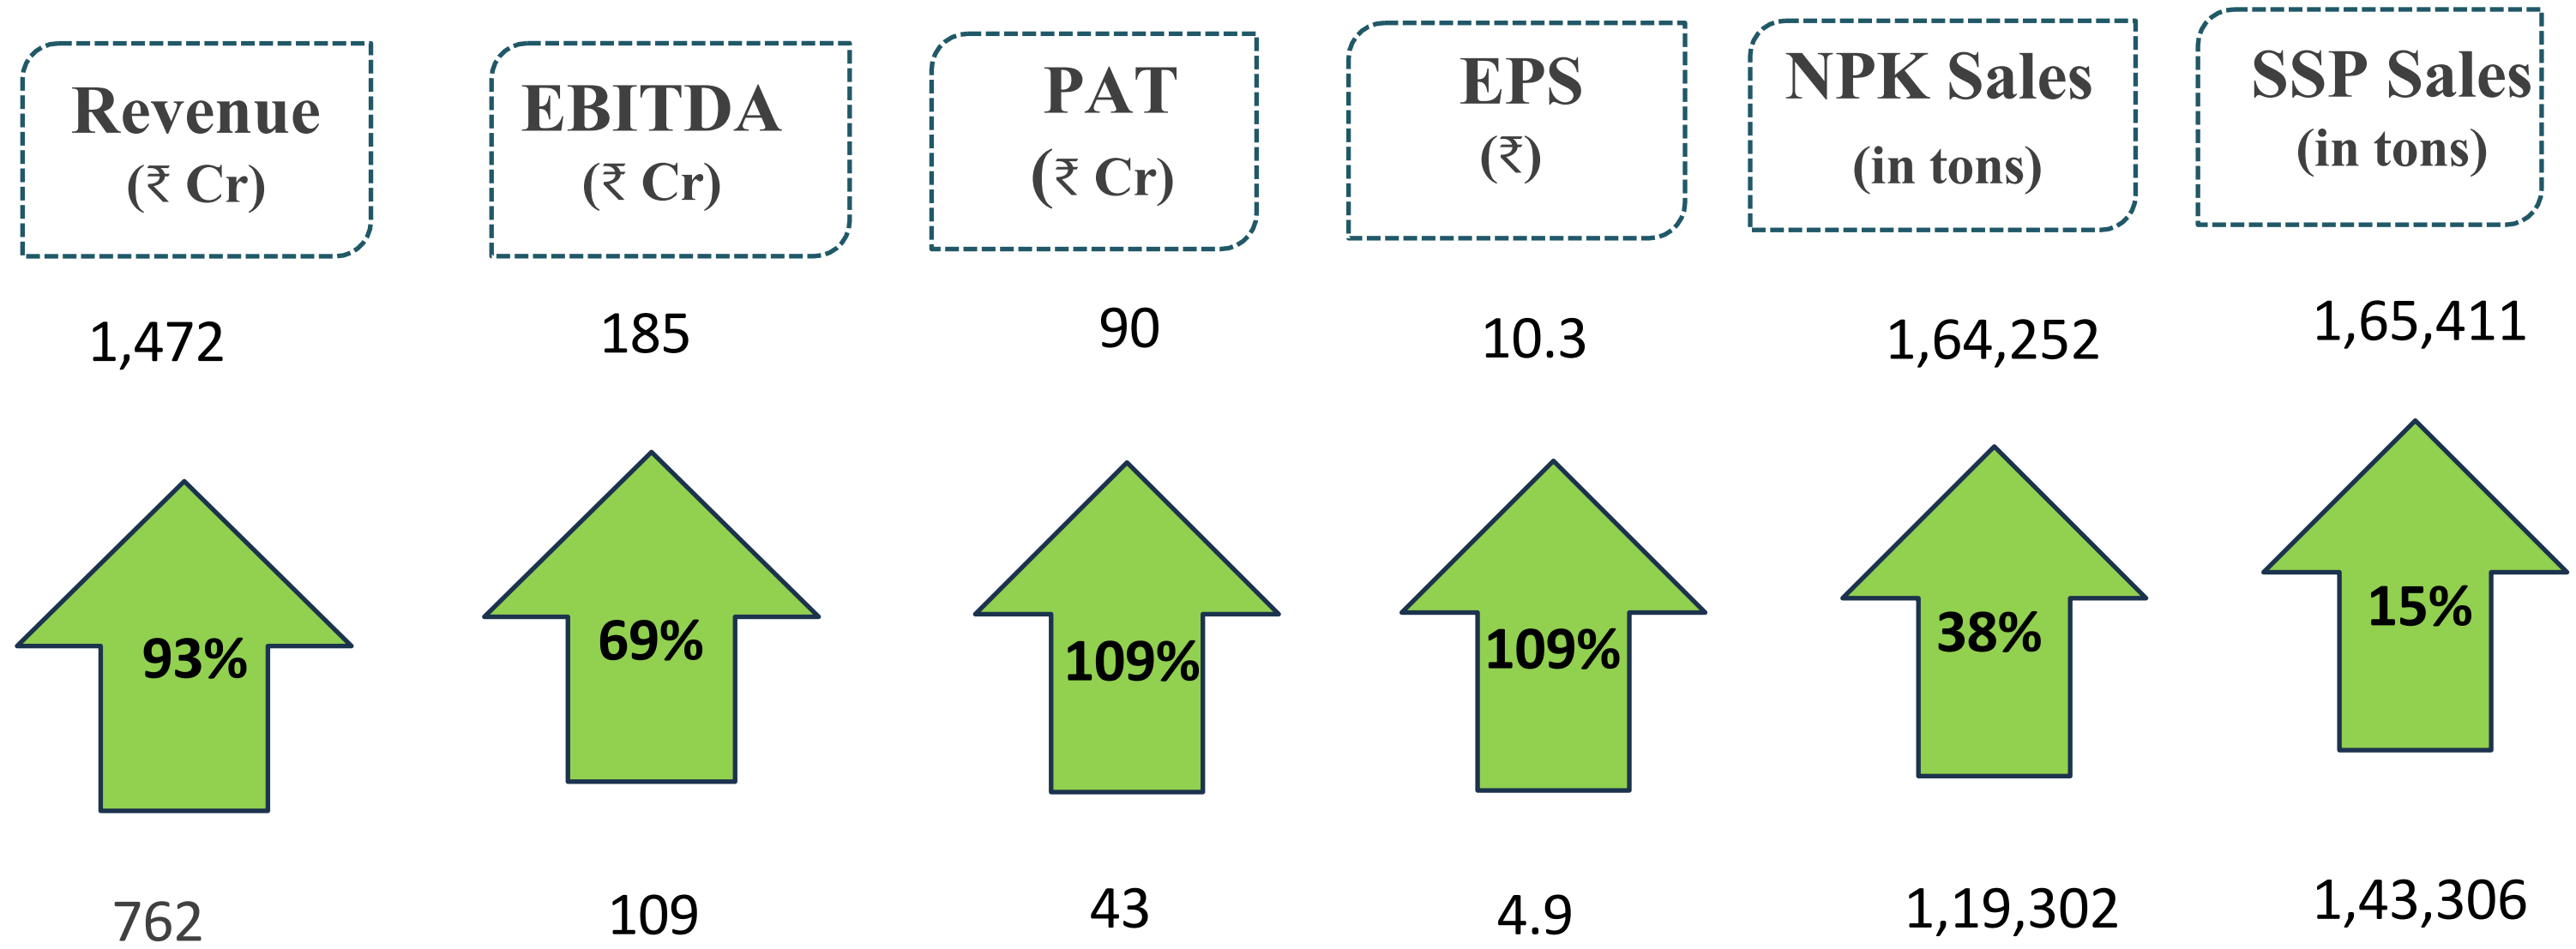 Revenue
(₹ Cr)
EBITDA
(₹ Cr)
PAT
(₹ Cr)
EPS
(₹)
NPK Sales
(in tons)
SSP Sales
(in tons)
1,472
185
90
10.3
1,64,252
1,65,411
93%
69%
109%
109%
38%
15%
762
109
43
4.9
1,19,302
1,43,306